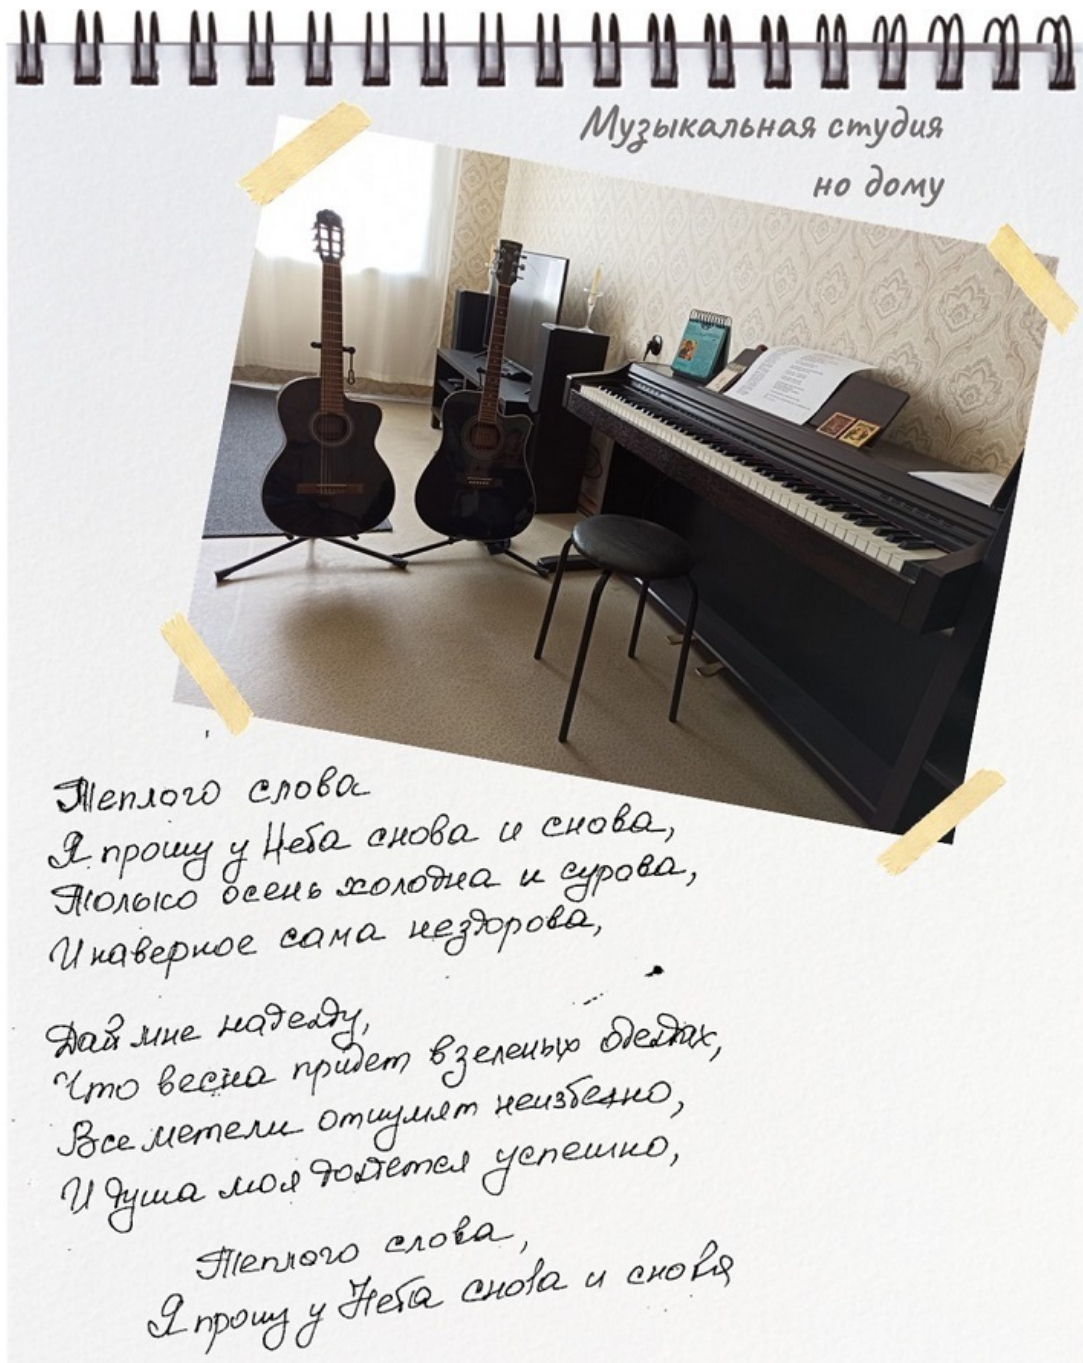 Музыкальная студия
но дому
Теплого слова
Я прошу у Неба снова и снова,
Только осень холодна и сурова,
И наверное сама нездорова,
Дай мне надежду,
Что весна придет в зеленых одеждах,
Все метели отшумят неизбежно,
И душа моя дождется успешно,
Теплого слова,
Я прошу у Неба снова и снова